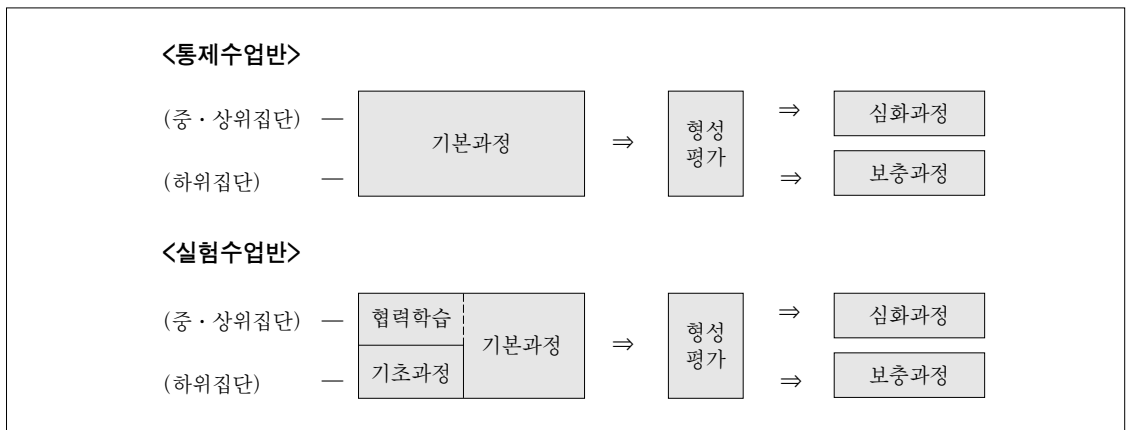 <통제수업반>
(중·상위집단) — 기본과정 ⇒ 형성 평가 ⇒ 심화과정
(하위집단) — ⇒ 보충과정
<실험수업반>
(중·상위집단) — 협력학습 기본과정 ⇒ 형성 평가 ⇒ 심화과정
(하위집단) — 기초과정 ⇒ 보충과정